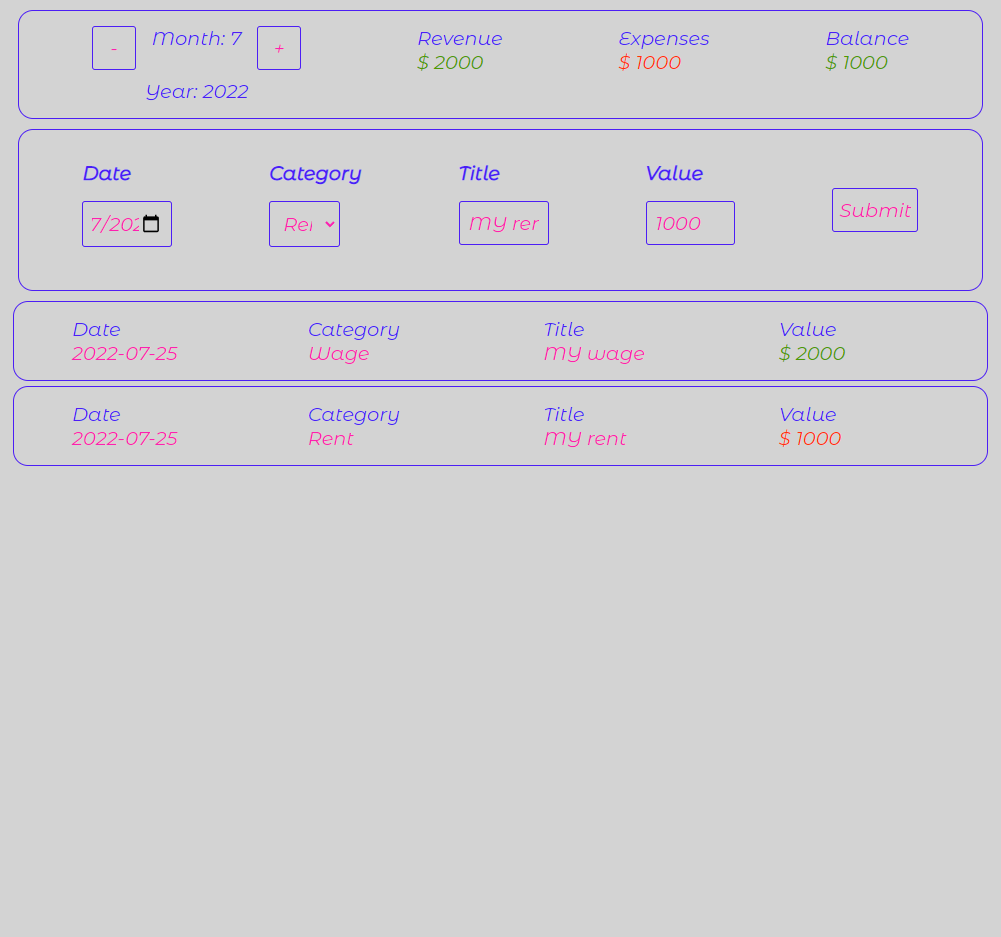 - Month: 7 + Revenue Expenses Balance
$ 2000 $ 1000 $ 1000
Year: 2022
Date Category Title Value
7/202 MY rer 1000 Submit
Date Category Title Value
2022-07-25 Wage MY wage $ 2000
Date Category Title Value
2022-07-25 Rent MY rent $ 1000